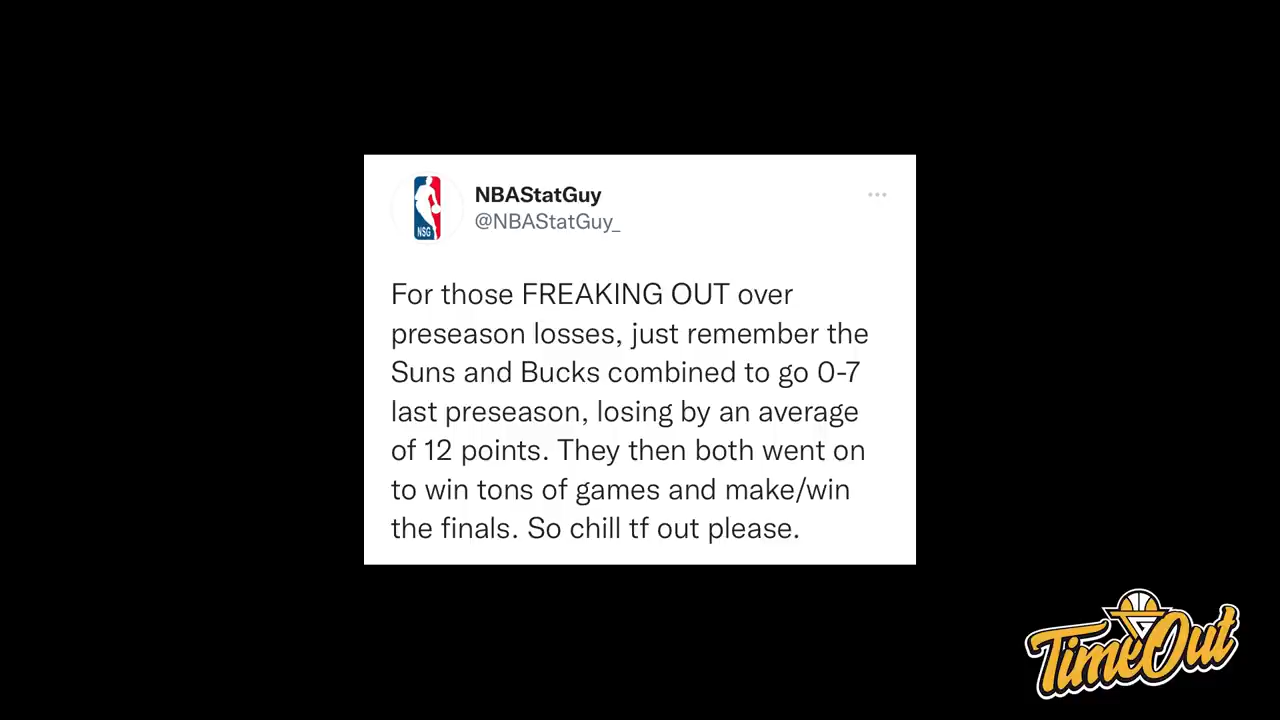 NSG
NBAStatGuy
@NBAStatGuy_
For those FREAKING OUT over
preseason losses, just remember the
Suns and Bucks combined to go 0-7
last preseason, losing by an average
of 12 points. They then both went on
to win tons of games and make/win
the finals. So chill tf out please.
G
TimeOut